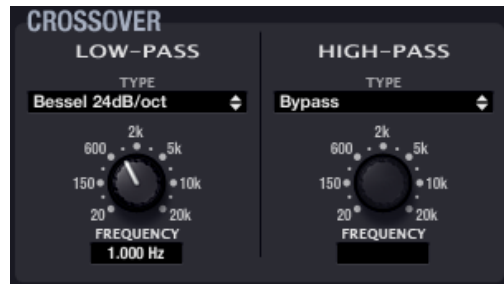 CROSSOVER
LOW-PASS
TYPE
Bessel 24dB/oct
2k
600
5k
150
10k
20
20k
FREQUENCY
1.000 Hz
HIGH-PASS
TYPE
Bypass
2k
600
5k
150
10k
20
20k
FREQUENCY